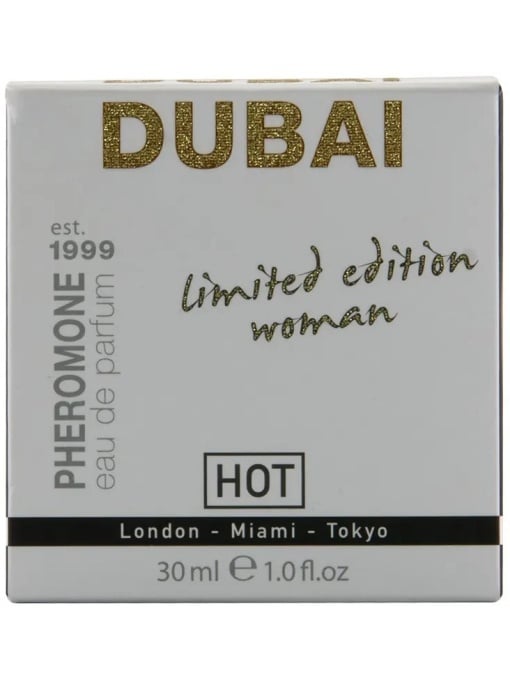 DUBAI
est.
1999
PHEROMONE
eau de parfum
limited edition
woman
HOT
London - Miami - Tokyo
30 ml ℮ 1.0 fl.oz